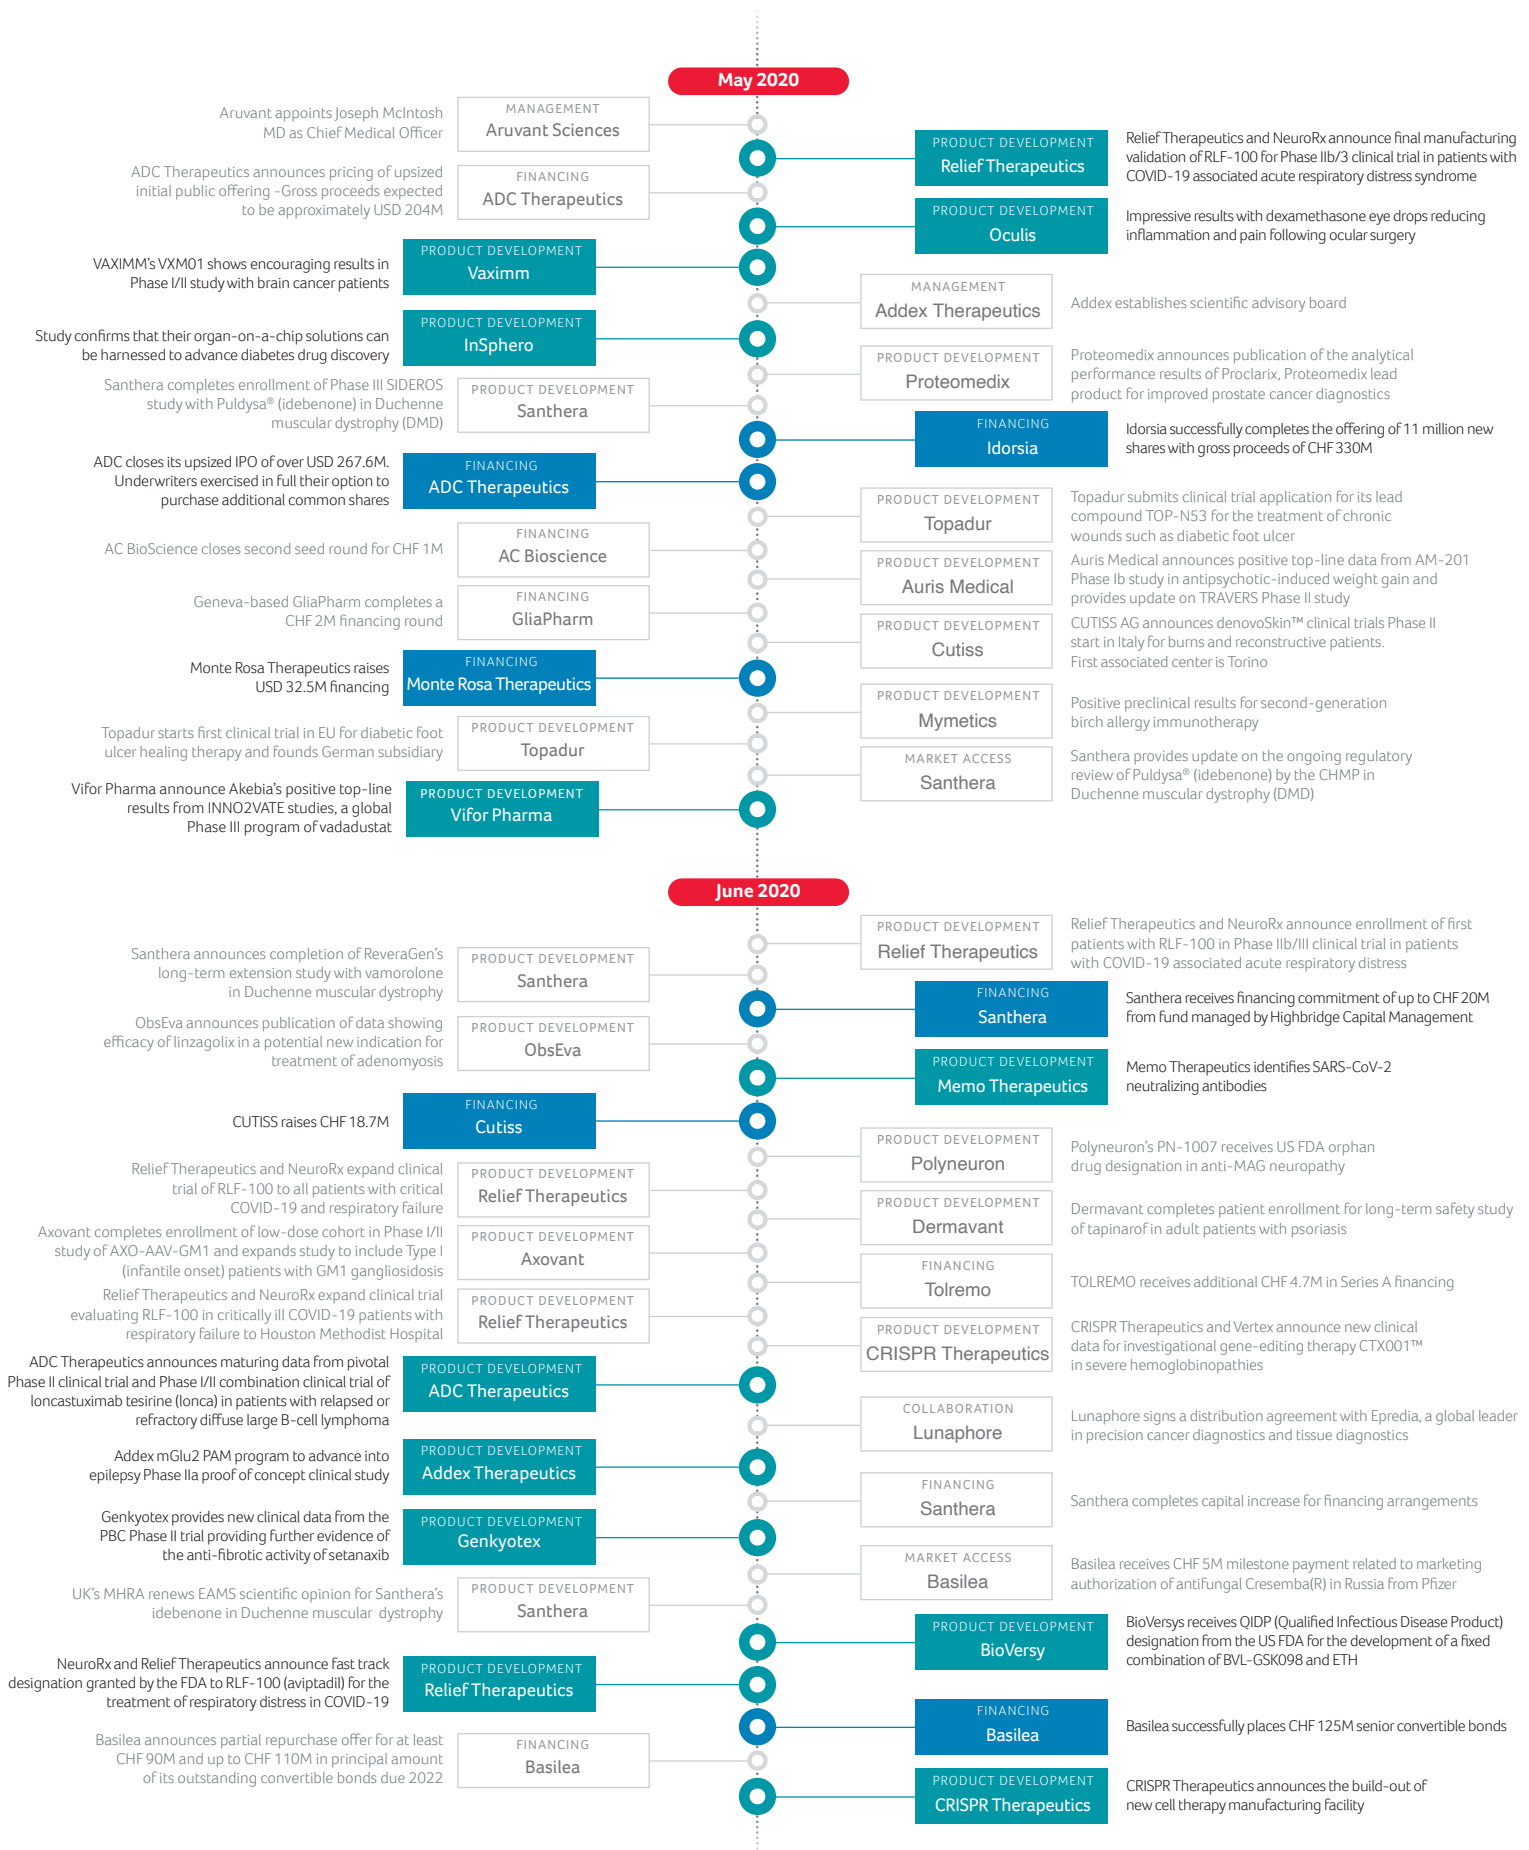 May 2020
Aruvant appoints Joseph McIntosh
MD as Chief Medical Officer
MANAGEMENT
Aruvant Sciences
PRODUCT DEVELOPMENT
Relief Therapeutics
Relief Therapeutics and NeuroRx announce final manufacturing
validation of RLF-100 for Phase IIb/3 clinical trial in patients with
COVID-19 associated acute respiratory distress syndrome
ADC Therapeutics announces pricing of upsized
initial public offering -Gross proceeds expected
to be approximately USD 204M
FINANCING
ADC Therapeutics
PRODUCT DEVELOPMENT
Oculis
Impressive results with dexamethasone eye drops reducing
inflammation and pain following ocular surgery
VAXIMM's VXM01 shows encouraging results in
Phase I/II study with brain cancer patients
PRODUCT DEVELOPMENT
Vaximm
MANAGEMENT
Addex Therapeutics
Addex establishes scientific advisory board
Study confirms that their organ-on-a-chip solutions can
be harnessed to advance diabetes drug discovery
PRODUCT DEVELOPMENT
InSphero
PRODUCT DEVELOPMENT
Proteomedix
Proteomedix announces publication of the analytical
performance results of Proclarix, Proteomedix lead
product for improved prostate cancer diagnostics
Santhera completes enrollment of Phase III SIDEROS
study with Puldysa® (idebenone) in Duchenne
muscular dystrophy (DMD)
PRODUCT DEVELOPMENT
Santhera
FINANCING
Idorsia
Idorsia successfully completes the offering of 11 million new
shares with gross proceeds of CHF 330M
ADC closes its upsized IPO of over USD 267.6M.
Underwriters exercised in full their option to
purchase additional common shares
FINANCING
ADC Therapeutics
PRODUCT DEVELOPMENT
Topadur
Topadur submits clinical trial application for its lead
compound TOP-N53 for the treatment of chronic
wounds such as diabetic foot ulcer
AC BioScience closes second seed round for CHF 1M
FINANCING
AC Bioscience
PRODUCT DEVELOPMENT
Auris Medical
Auris Medical announces positive top-line data from AM-201
Phase Ib study in antipsychotic-induced weight gain and
provides update on TRAVERS Phase II study
Geneva-based GliaPharm completes a
CHF 2M financing round
FINANCING
GliaPharm
PRODUCT DEVELOPMENT
Cutiss
CUTISS AG announces denovoSkin™ clinical trials Phase II
start in Italy for burns and reconstructive patients.
First associated center is Torino
Monte Rosa Therapeutics raises
USD 32.5M financing
FINANCING
Monte Rosa Therapeutics
PRODUCT DEVELOPMENT
Mymetics
Positive preclinical results for second-generation
birch allergy immunotherapy
Topadur starts first clinical trial in EU for diabetic foot
ulcer healing therapy and founds German subsidiary
PRODUCT DEVELOPMENT
Topadur
MARKET ACCESS
Santhera
Santhera provides update on the ongoing regulatory
review of Puldysa® (idebenone) by the CHMP in
Duchenne muscular dystrophy (DMD)
Vifor Pharma announce Akebia's positive top-line
results from INNO2VATE studies, a global
Phase III program of vadadustat
PRODUCT DEVELOPMENT
Vifor Pharma
June 2020
PRODUCT DEVELOPMENT
Relief Therapeutics
Relief Therapeutics and NeuroRx announce enrollment of first
patients with RLF-100 in Phase IIb/III clinical trial in patients
with COVID-19 associated acute respiratory distress
Santhera announces completion of ReveraGen's
long-term extension study with vamorolone
in Duchenne muscular dystrophy
PRODUCT DEVELOPMENT
Santhera
FINANCING
Santhera
Santhera receives financing commitment of up to CHF 20M
from fund managed by Highbridge Capital Management
ObsEva announces publication of data showing
efficacy of linzagolix in a potential new indication for
treatment of adenomyosis
PRODUCT DEVELOPMENT
ObsEva
PRODUCT DEVELOPMENT
Memo Therapeutics
Memo Therapeutics identifies SARS-CoV-2
neutralizing antibodies
CUTISS raises CHF 18.7M
FINANCING
Cutiss
PRODUCT DEVELOPMENT
Polyneuron
Polyneuron's PN-1007 receives US FDA orphan
drug designation in anti-MAG neuropathy
Relief Therapeutics and NeuroRx expand clinical
trial of RLF-100 to all patients with critical
COVID-19 and respiratory failure
PRODUCT DEVELOPMENT
Relief Therapeutics
PRODUCT DEVELOPMENT
Dermavant
Dermavant completes patient enrollment for long-term safety study
of tapinarof in adult patients with psoriasis
Axovant completes enrollment of low-dose cohort in Phase I/II
study of AXO-AAV-GM1 and expands study to include Type I
(infantile onset) patients with GM1 gangliosidosis
PRODUCT DEVELOPMENT
Axovant
FINANCING
Tolremo
TOLREMO receives additional CHF 4.7M in Series A financing
Relief Therapeutics and NeuroRx expand clinical trial
evaluating RLF-100 in critically ill COVID-19 patients with
respiratory failure to Houston Methodist Hospital
PRODUCT DEVELOPMENT
Relief Therapeutics
PRODUCT DEVELOPMENT
CRISPR Therapeutics
CRISPR Therapeutics and Vertex announce new clinical
data for investigational gene-editing therapy CTX001™
in severe hemoglobinopathies
ADC Therapeutics announces maturing data from pivotal
Phase II clinical trial and Phase I/II combination clinical trial of
loncastuximab tesirine (lonca) in patients with relapsed or
refractory diffuse large B-cell lymphoma
PRODUCT DEVELOPMENT
ADC Therapeutics
COLLABORATION
Lunaphore
Lunaphore signs a distribution agreement with Epredia, a global leader
in precision cancer diagnostics and tissue diagnostics
Addex mGlu2 PAM program to advance into
epilepsy Phase IIa proof of concept clinical study
PRODUCT DEVELOPMENT
Addex Therapeutics
FINANCING
Santhera
Santhera completes capital increase for financing arrangements
Genkyotex provides new clinical data from the
PBC Phase II trial providing further evidence of
the anti-fibrotic activity of setanaxib
PRODUCT DEVELOPMENT
Genkyotex
MARKET ACCESS
Basilea
Basilea receives CHF 5M milestone payment related to marketing
authorization of antifungal Cresemba(R) in Russia from Pfizer
UK's MHRA renews EAMS scientific opinion for Santhera's
idebenone in Duchenne muscular dystrophy
PRODUCT DEVELOPMENT
Santhera
PRODUCT DEVELOPMENT
BioVersy
BioVersys receives QIDP (Qualified Infectious Disease Product)
designation from the US FDA for the development of a fixed
combination of BVL-GSK098 and ETH
NeuroRx and Relief Therapeutics announce fast track
designation granted by the FDA to RLF-100 (aviptadil) for the
treatment of respiratory distress in COVID-19
PRODUCT DEVELOPMENT
Relief Therapeutics
FINANCING
Basilea
Basilea successfully places CHF 125M senior convertible bonds
Basilea announces partial repurchase offer for at least
CHF 90M and up to CHF 110M in principal amount
of its outstanding convertible bonds due 2022
FINANCING
Basilea
PRODUCT DEVELOPMENT
CRISPR Therapeutics
CRISPR Therapeutics announces the build-out of
new cell therapy manufacturing facility